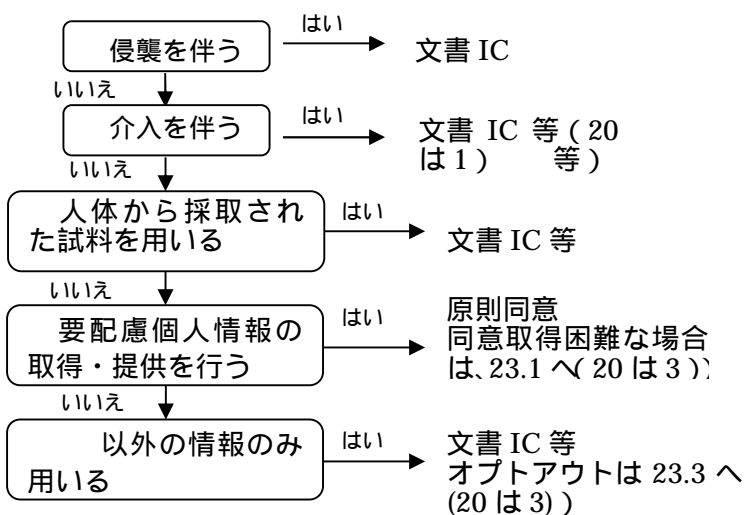 侵襲を伴う
はい
文書 IC
いいえ
介入を伴う
はい
文書 IC 等 ( 20
は 1 ) 等 )
いいえ
人体から採取され
た試料を用いる
はい
文書 IC 等
いいえ
要配慮個人情報の
取得・提供を行う
はい
原則同意
同意取得困難な場合
は、23.1 へ( 20 は 3 ))
いいえ
以外の情報のみ
用いる
はい
文書 IC 等
オプトアウトは 23.3 へ
(20 は 3) )